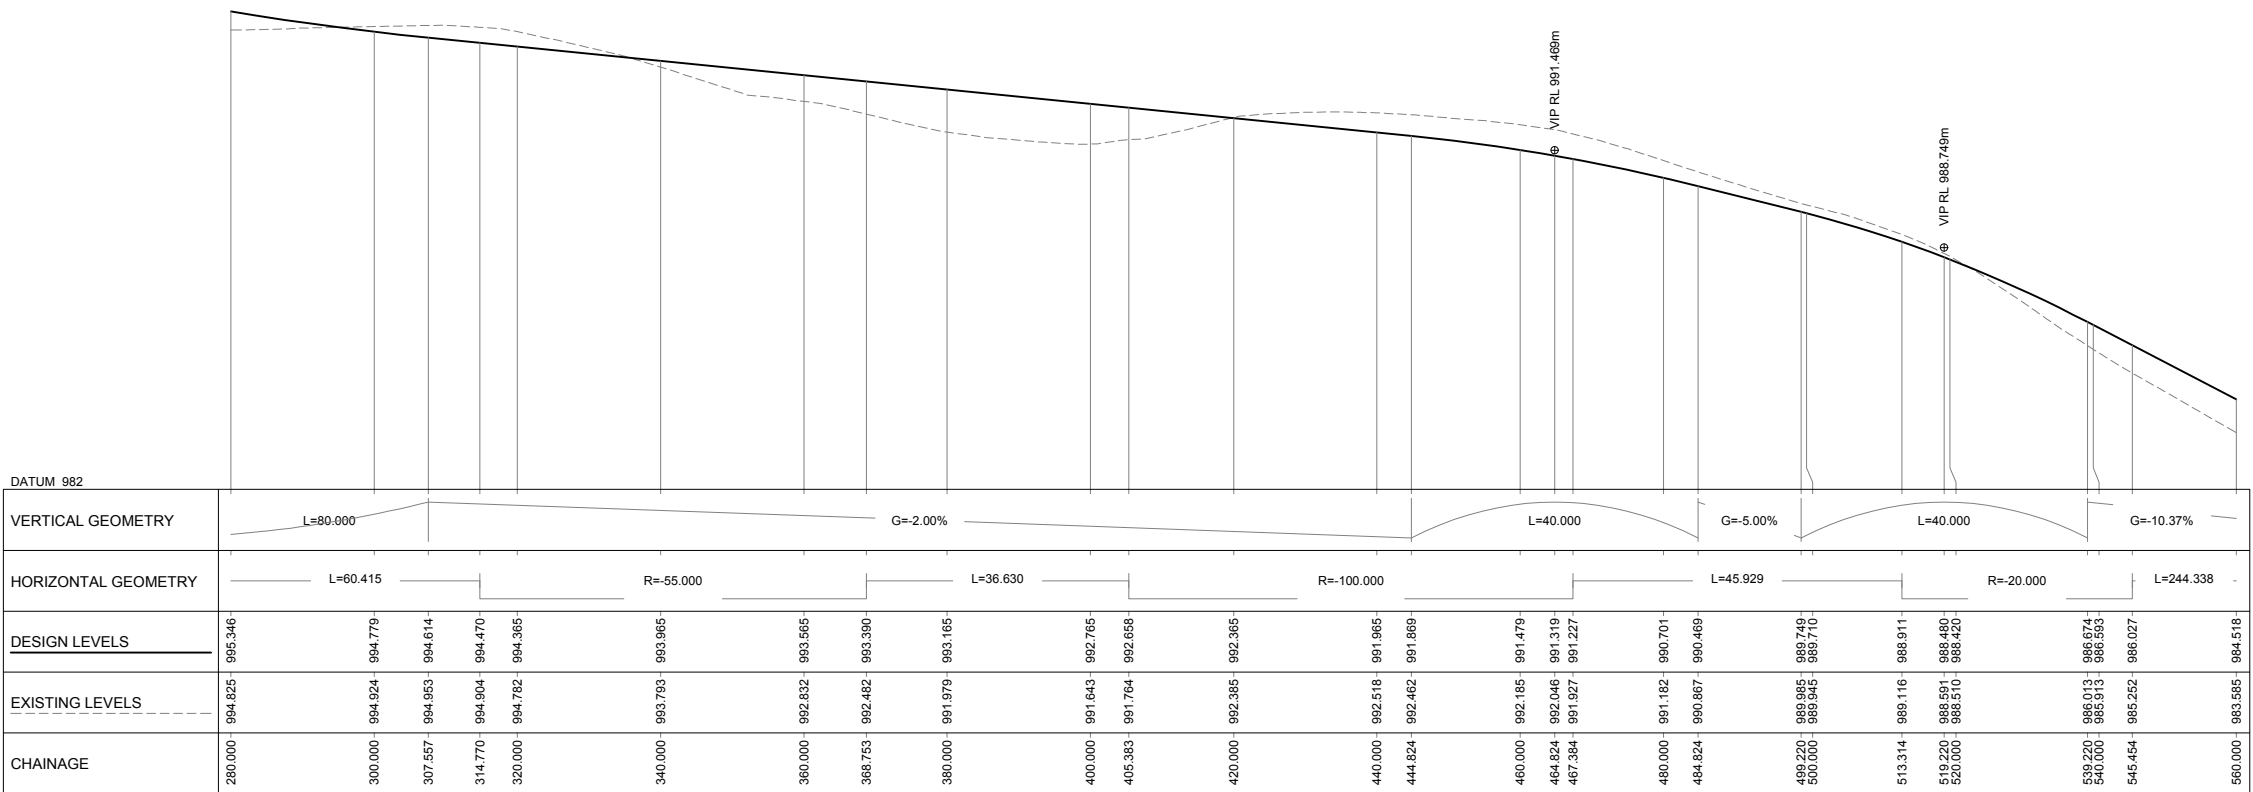 VIP RL 991.469m
VIP RL 988.749m
DATUM 982
VERTICAL GEOMETRY L=80.000 G=-2.00% L=40.000 G=-5.00% L=40.000 G=-10.37%
HORIZONTAL GEOMETRY L=60.415 R=-55.000 L=36.630 R=-100.000 L=45.929 R=-20.000 L=244.338
DESIGN LEVELS 995.346 994.779 994.614 994.470 994.365 993.965 993.565 993.390 993.165 992.765 992.658 992.365 991.965 991.869 991.479 991.319 991.227 990.701 990.469 989.749 989.710 988.911 988.480 988.420 986.674 986.593 986.027 984.518
EXISTING LEVELS 994.825 994.924 994.953 994.904 994.782 993.793 992.832 992.482 991.979 991.643 991.764 992.385 992.518 992.462 992.185 992.046 991.927 991.182 990.867 989.985 989.945 989.116 988.591 988.510 986.013 985.913 985.252 983.585
CHAINAGE 280.000 300.000 307.557 314.770 320.000 340.000 360.000 368.753 380.000 400.000 405.383 420.000 440.000 444.824 460.000 464.824 467.384 480.000 484.824 499.220 500.000 513.314 519.220 520.000 539.220 540.000 545.454 560.000